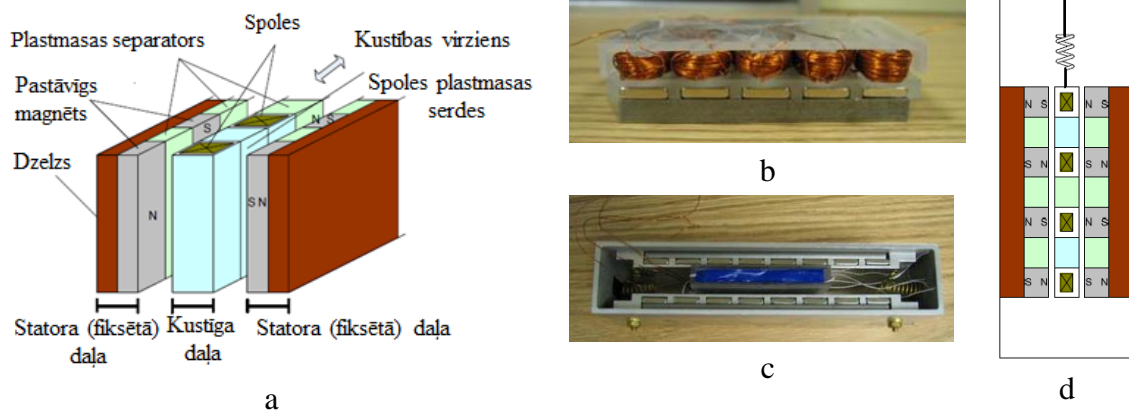 Spoles
Plastmasas separators
Kustības virziens
Pastāvīgs
magnēts
Spoles plastmasas
serdes
Dzelzs
S
N S
N
S N
Statora (fiksētā)
daļa
Kustīga
daļa
Statora (fiksētā) daļa
a
b
c
N S N S
S N S N
N S N S
S N S N
d